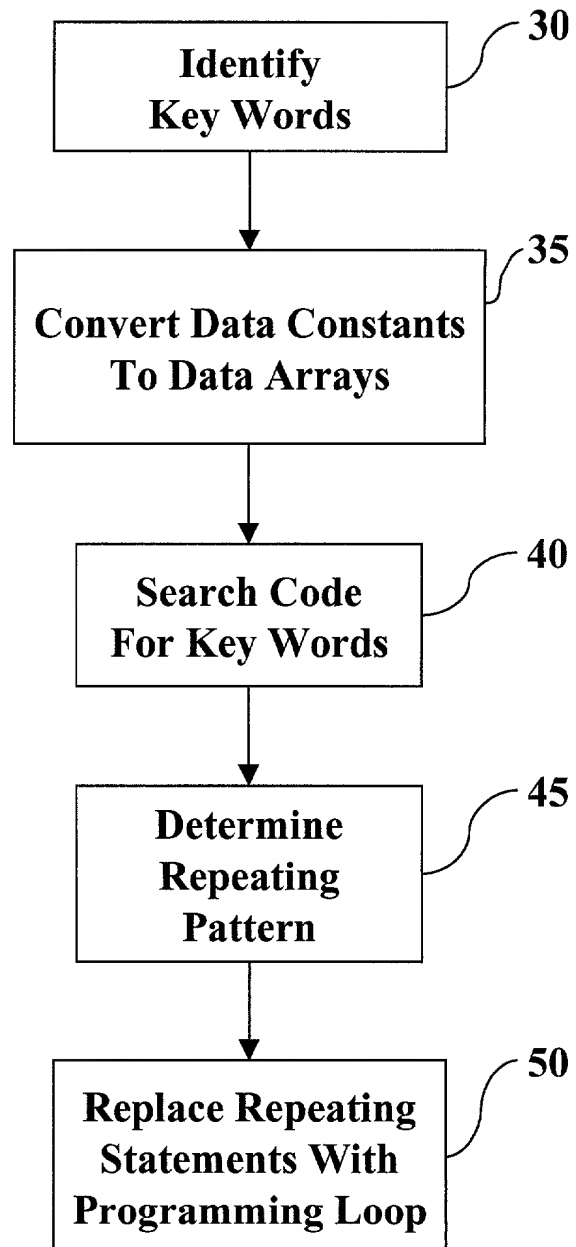 30
Identify
Key Words
35
Convert Data Constants
To Data Arrays
40
Search Code
For Key Words
45
Determine
Repeating
Pattern
50
Replace Repeating
Statements With
Programming Loop